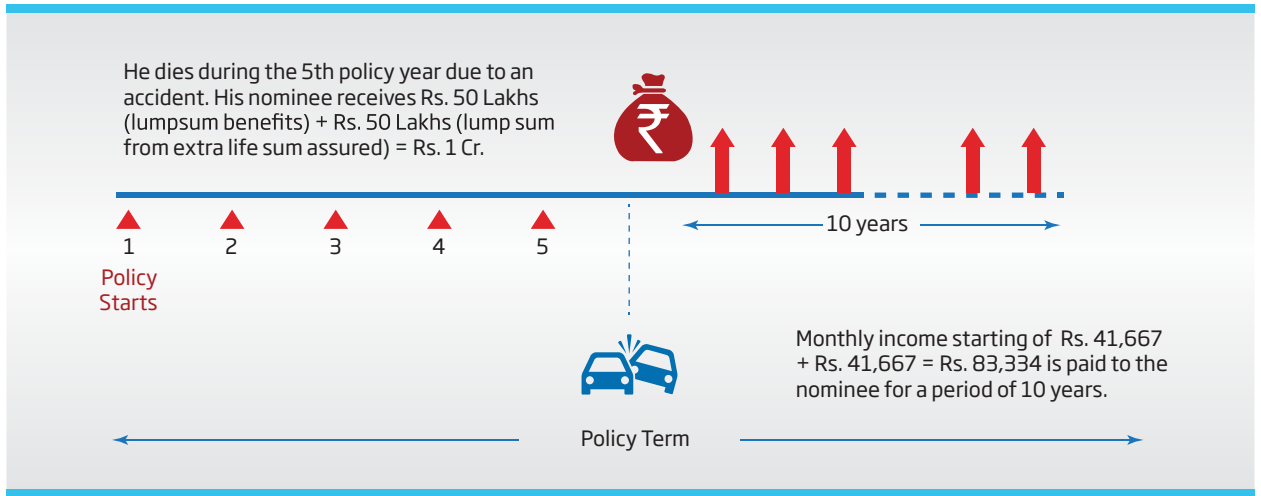 He dies during the 5th policy year due to an
accident. His nominee receives Rs. 50 Lakhs
(lumpsum benefits) + Rs. 50 Lakhs (lump sum
from extra life sum assured) = Rs. 1 Cr.
₹
1
2
3
4
5
10 years
Policy
Starts
Monthly income starting of Rs. 41,667
+ Rs. 41,667 = Rs. 83,334 is paid to the
nominee for a period of 10 years.
Policy Term